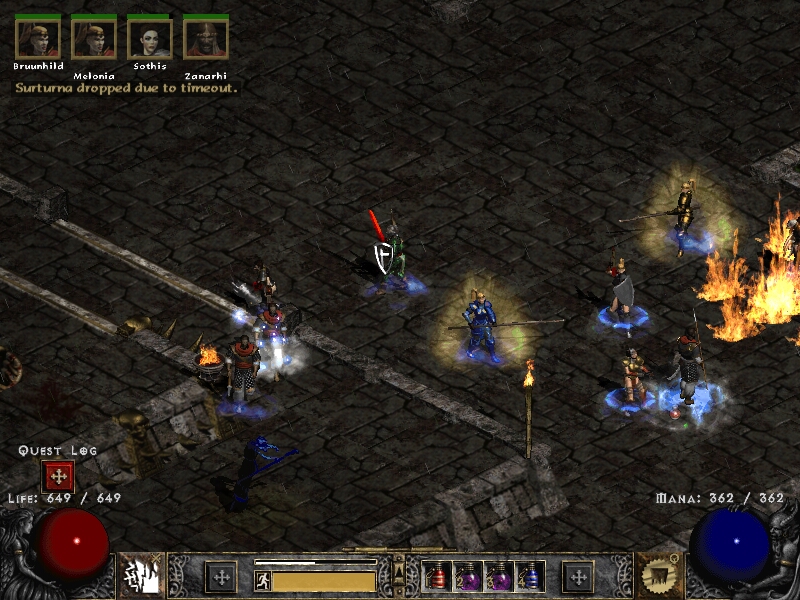 Bruunhild
Melonia
Sothis
Zanarhi
Surturna dropped due to timeout.
Quest Log
Life: 649 / 649
Mana: 362 / 362